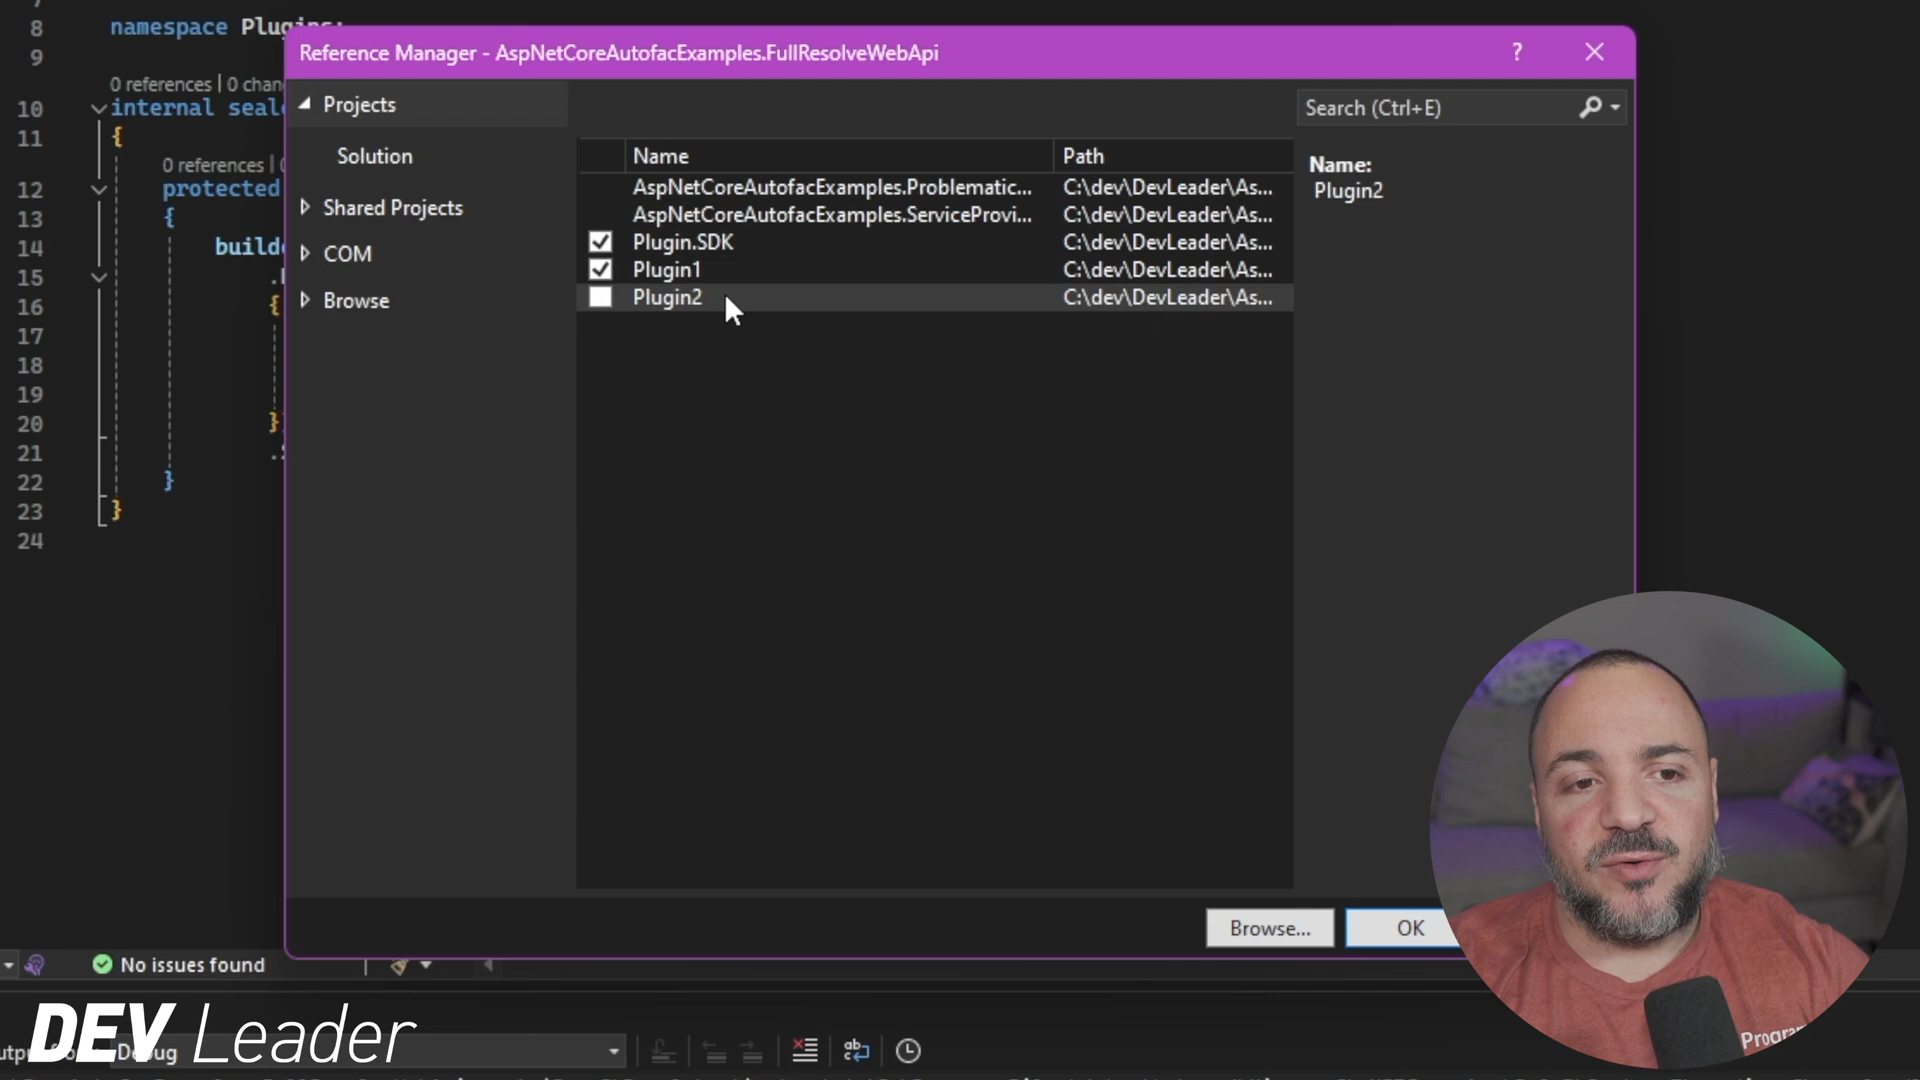 8 namespace Plugins;
9
0 references | 0 chan
10 internal seal
11 {
0 references |
12 protected
13 {
14 build
15
16 {
17
18
19
20 }
21
22 }
23 }
24
Reference Manager - AspNetCoreAutofacExamples.FullResolveWebApi
?
Projects
Solution
Shared Projects
COM
Browse
Name Path
AspNetCoreAutofacExamples.Problematic... C:\dev\DevLeader\As...
AspNetCoreAutofacExamples.ServiceProvi... C:\dev\DevLeader\As...
Plugin.SDK C:\dev\DevLeader\As...
Plugin1 C:\dev\DevLeader\As...
Plugin2 C:\dev\DevLeader\As...
Search (Ctrl+E)
Name:
Plugin2
Browse... OK
No issues found
DEV Leader
Progra